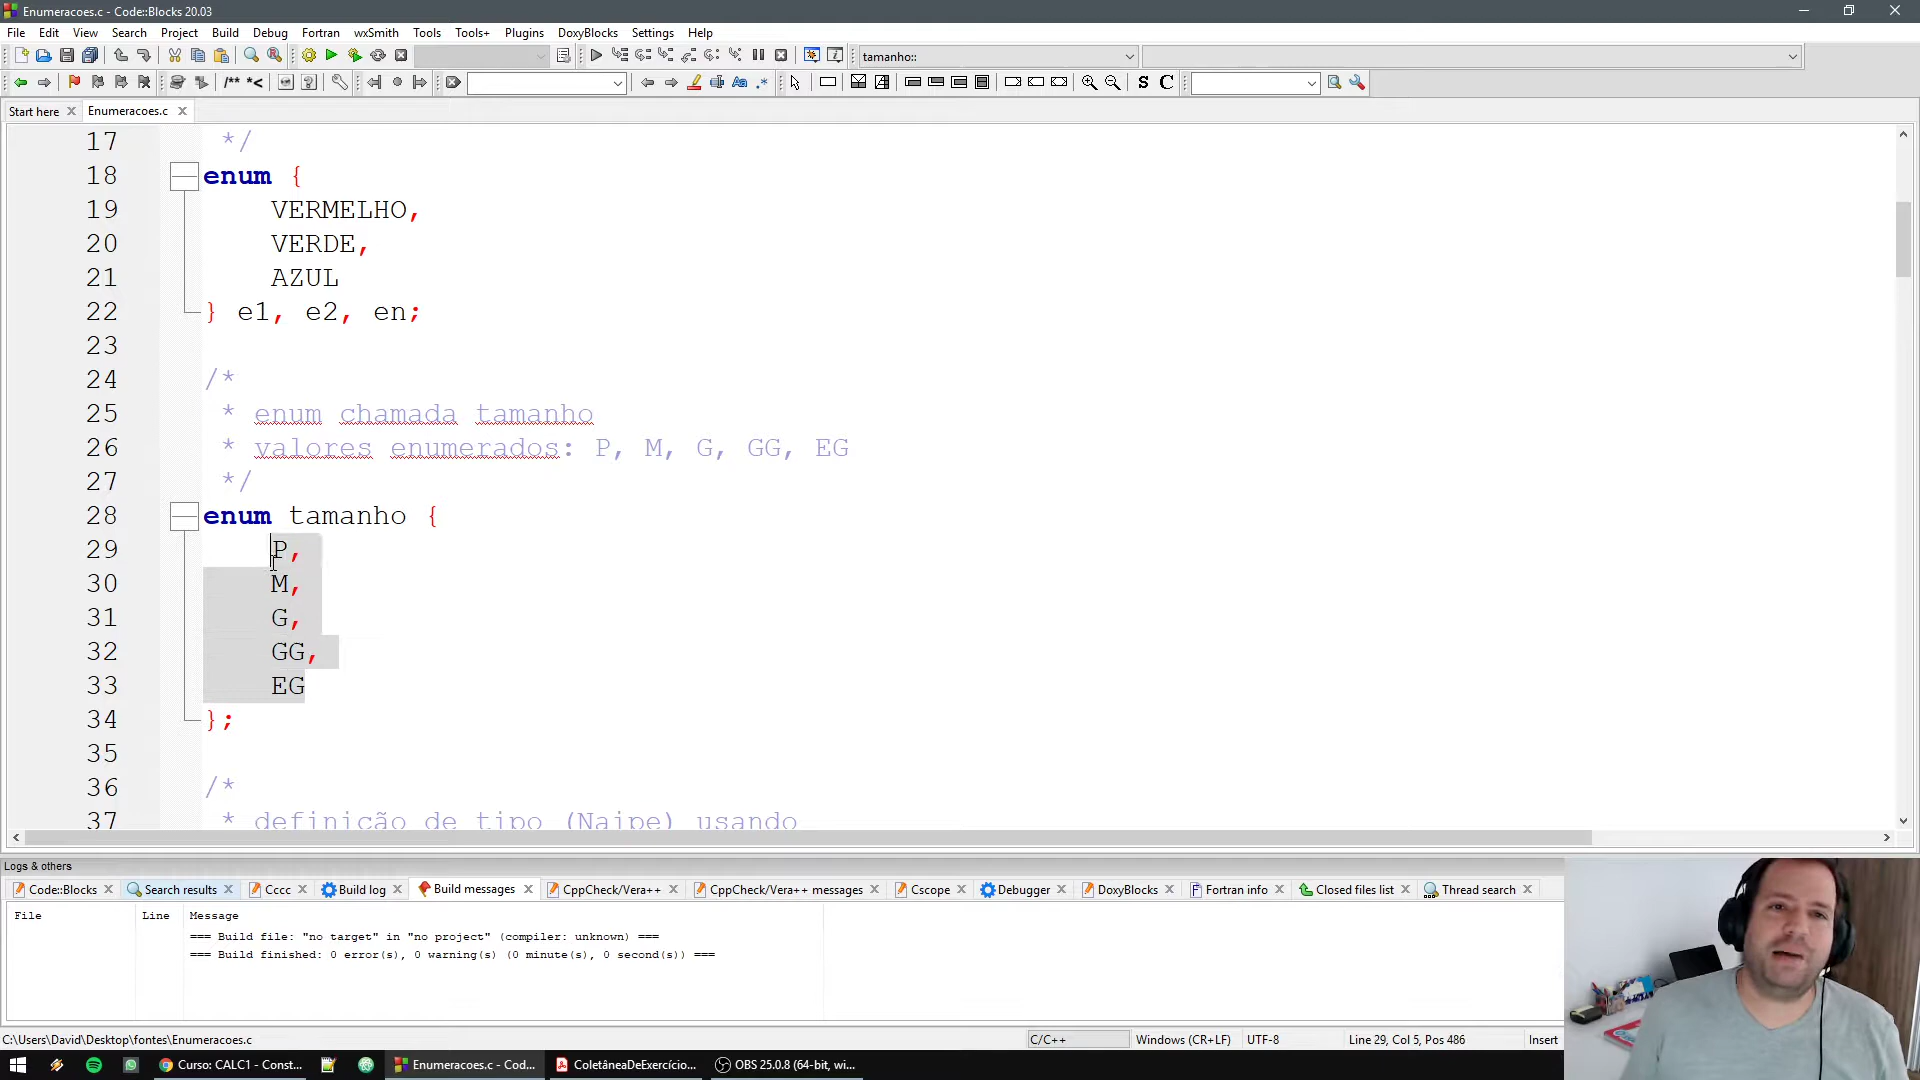 Enumeracoes.c - Code::Blocks 20.03
File Edit View Search Project Build Debug Fortran wxSmith Tools Tools+ Plugins DoxyBlocks Settings Help
tamanho::
/** *<
Aa .*
S C
Start here Enumeracoes.c
17 */
18 enum {
19 VERMELHO,
20 VERDE,
21 AZUL
22 } e1, e2, en;
23
24 /*
25 * enum chamada tamanho
26 * valores enumerados: P, M, G, GG, EG
27 */
28 enum tamanho {
29 P,
30 M,
31 G,
32 GG,
33 EG
34 };
35
36 /*
37 * definição de tipo (Naipe) usando
Logs & others
Code::Blocks Search results Cccc Build log Build messages CppCheck/Vera++ CppCheck/Vera++ messages Cscope Debugger DoxyBlocks Fortran info Closed files list Thread search
File Line Message
=== Build file: "no target" in "no project" (compiler: unknown) ===
=== Build finished: 0 error(s), 0 warning(s) (0 minute(s), 0 second(s)) ===
C:\Users\David\Desktop\fontes\Enumeracoes.c C/C++ Windows (CR+LF) UTF-8 Line 29, Col 5, Pos 486 Insert
Curso: CALC1 - Const... Enumeracoes.c - Cod... ColetâneaDeExercício... OBS 25.0.8 (64-bit, wi...